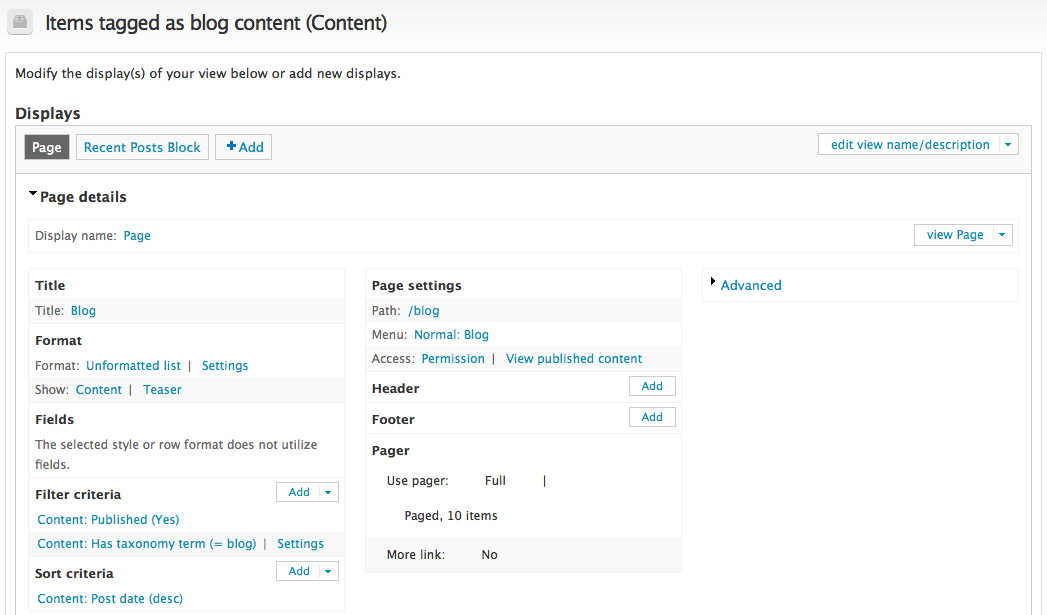 Items tagged as blog content (Content)
Modify the display(s) of your view below or add new displays.
Displays
Page
Recent Posts Block
+ Add
edit view name/description
Page details
Display name: Page
view Page
Title
Title: Blog
Format
Format: Unformatted list | Settings
Show: Content | Teaser
Fields
The selected style or row format does not utilize
fields.
Filter criteria
Add
Content: Published (Yes)
Content: Has taxonomy term (= blog) | Settings
Sort criteria
Add
Content: Post date (desc)
Page settings
Path: /blog
Menu: Normal: Blog
Access: Permission | View published content
Header
Add
Footer
Add
Pager
Use pager: Full |
Paged, 10 items
More link: No
Advanced